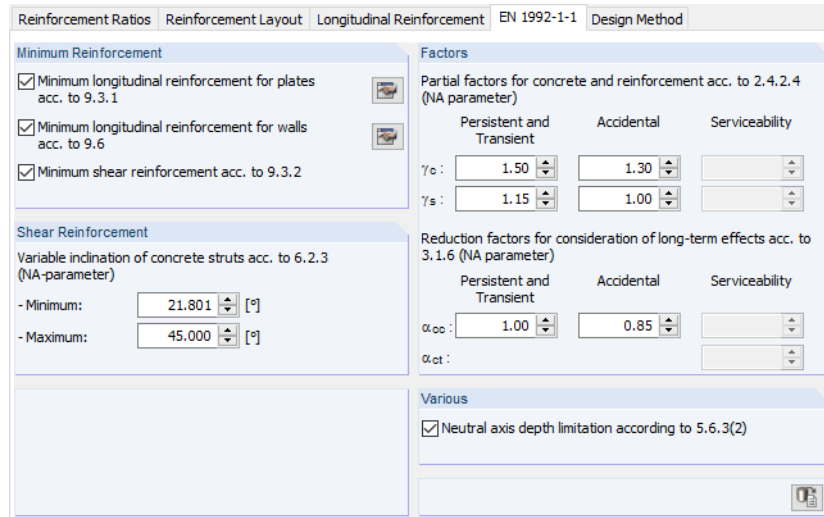 Reinforcement Ratios Reinforcement Layout Longitudinal Reinforcement EN 1992-1-1 Design Method
Minimum Reinforcement
Minimum longitudinal reinforcement for plates
acc. to 9.3.1
Minimum longitudinal reinforcement for walls
acc. to 9.6
Minimum shear reinforcement acc. to 9.3.2
Shear Reinforcement
Variable inclination of concrete struts acc. to 6.2.3
(NA-parameter)
- Minimum: 21.801 [°]
- Maximum: 45.000 [°]
Factors
Partial factors for concrete and reinforcement acc. to 2.4.2.4
(NA parameter)
Persistent and Accidental Serviceability
Transient
γc : 1.50 1.30
γs : 1.15 1.00
Reduction factors for consideration of long-term effects acc. to
3.1.6 (NA parameter)
Persistent and Accidental Serviceability
Transient
αcc : 1.00 0.85
αct :
Various
Neutral axis depth limitation according to 5.6.3(2)